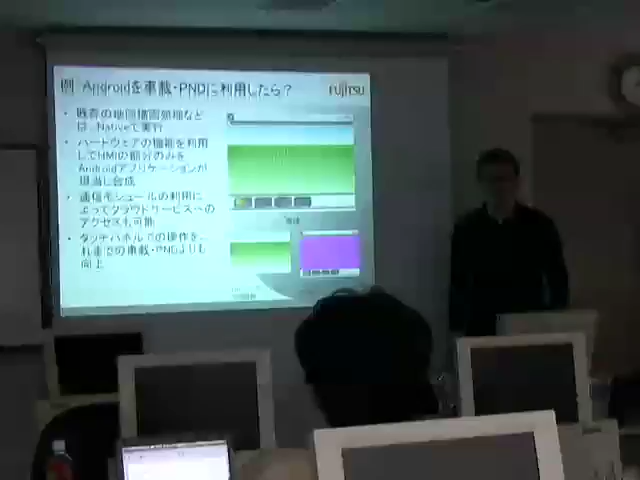 例 Androidを車載・PNDに利用したら?
FUJITSU
• 既存の地図描画処理など
は、Nativeで実行
• ハードウェアの機能を利用
してHMIの部分のみを
Androidアプリケーションが
担当し合成
• 通信モジュールの利用に
よってクラウドサービスへの
アクセスも可能
• タッチパネルでの操作を、
れまでの車載・PNDよりも
向上